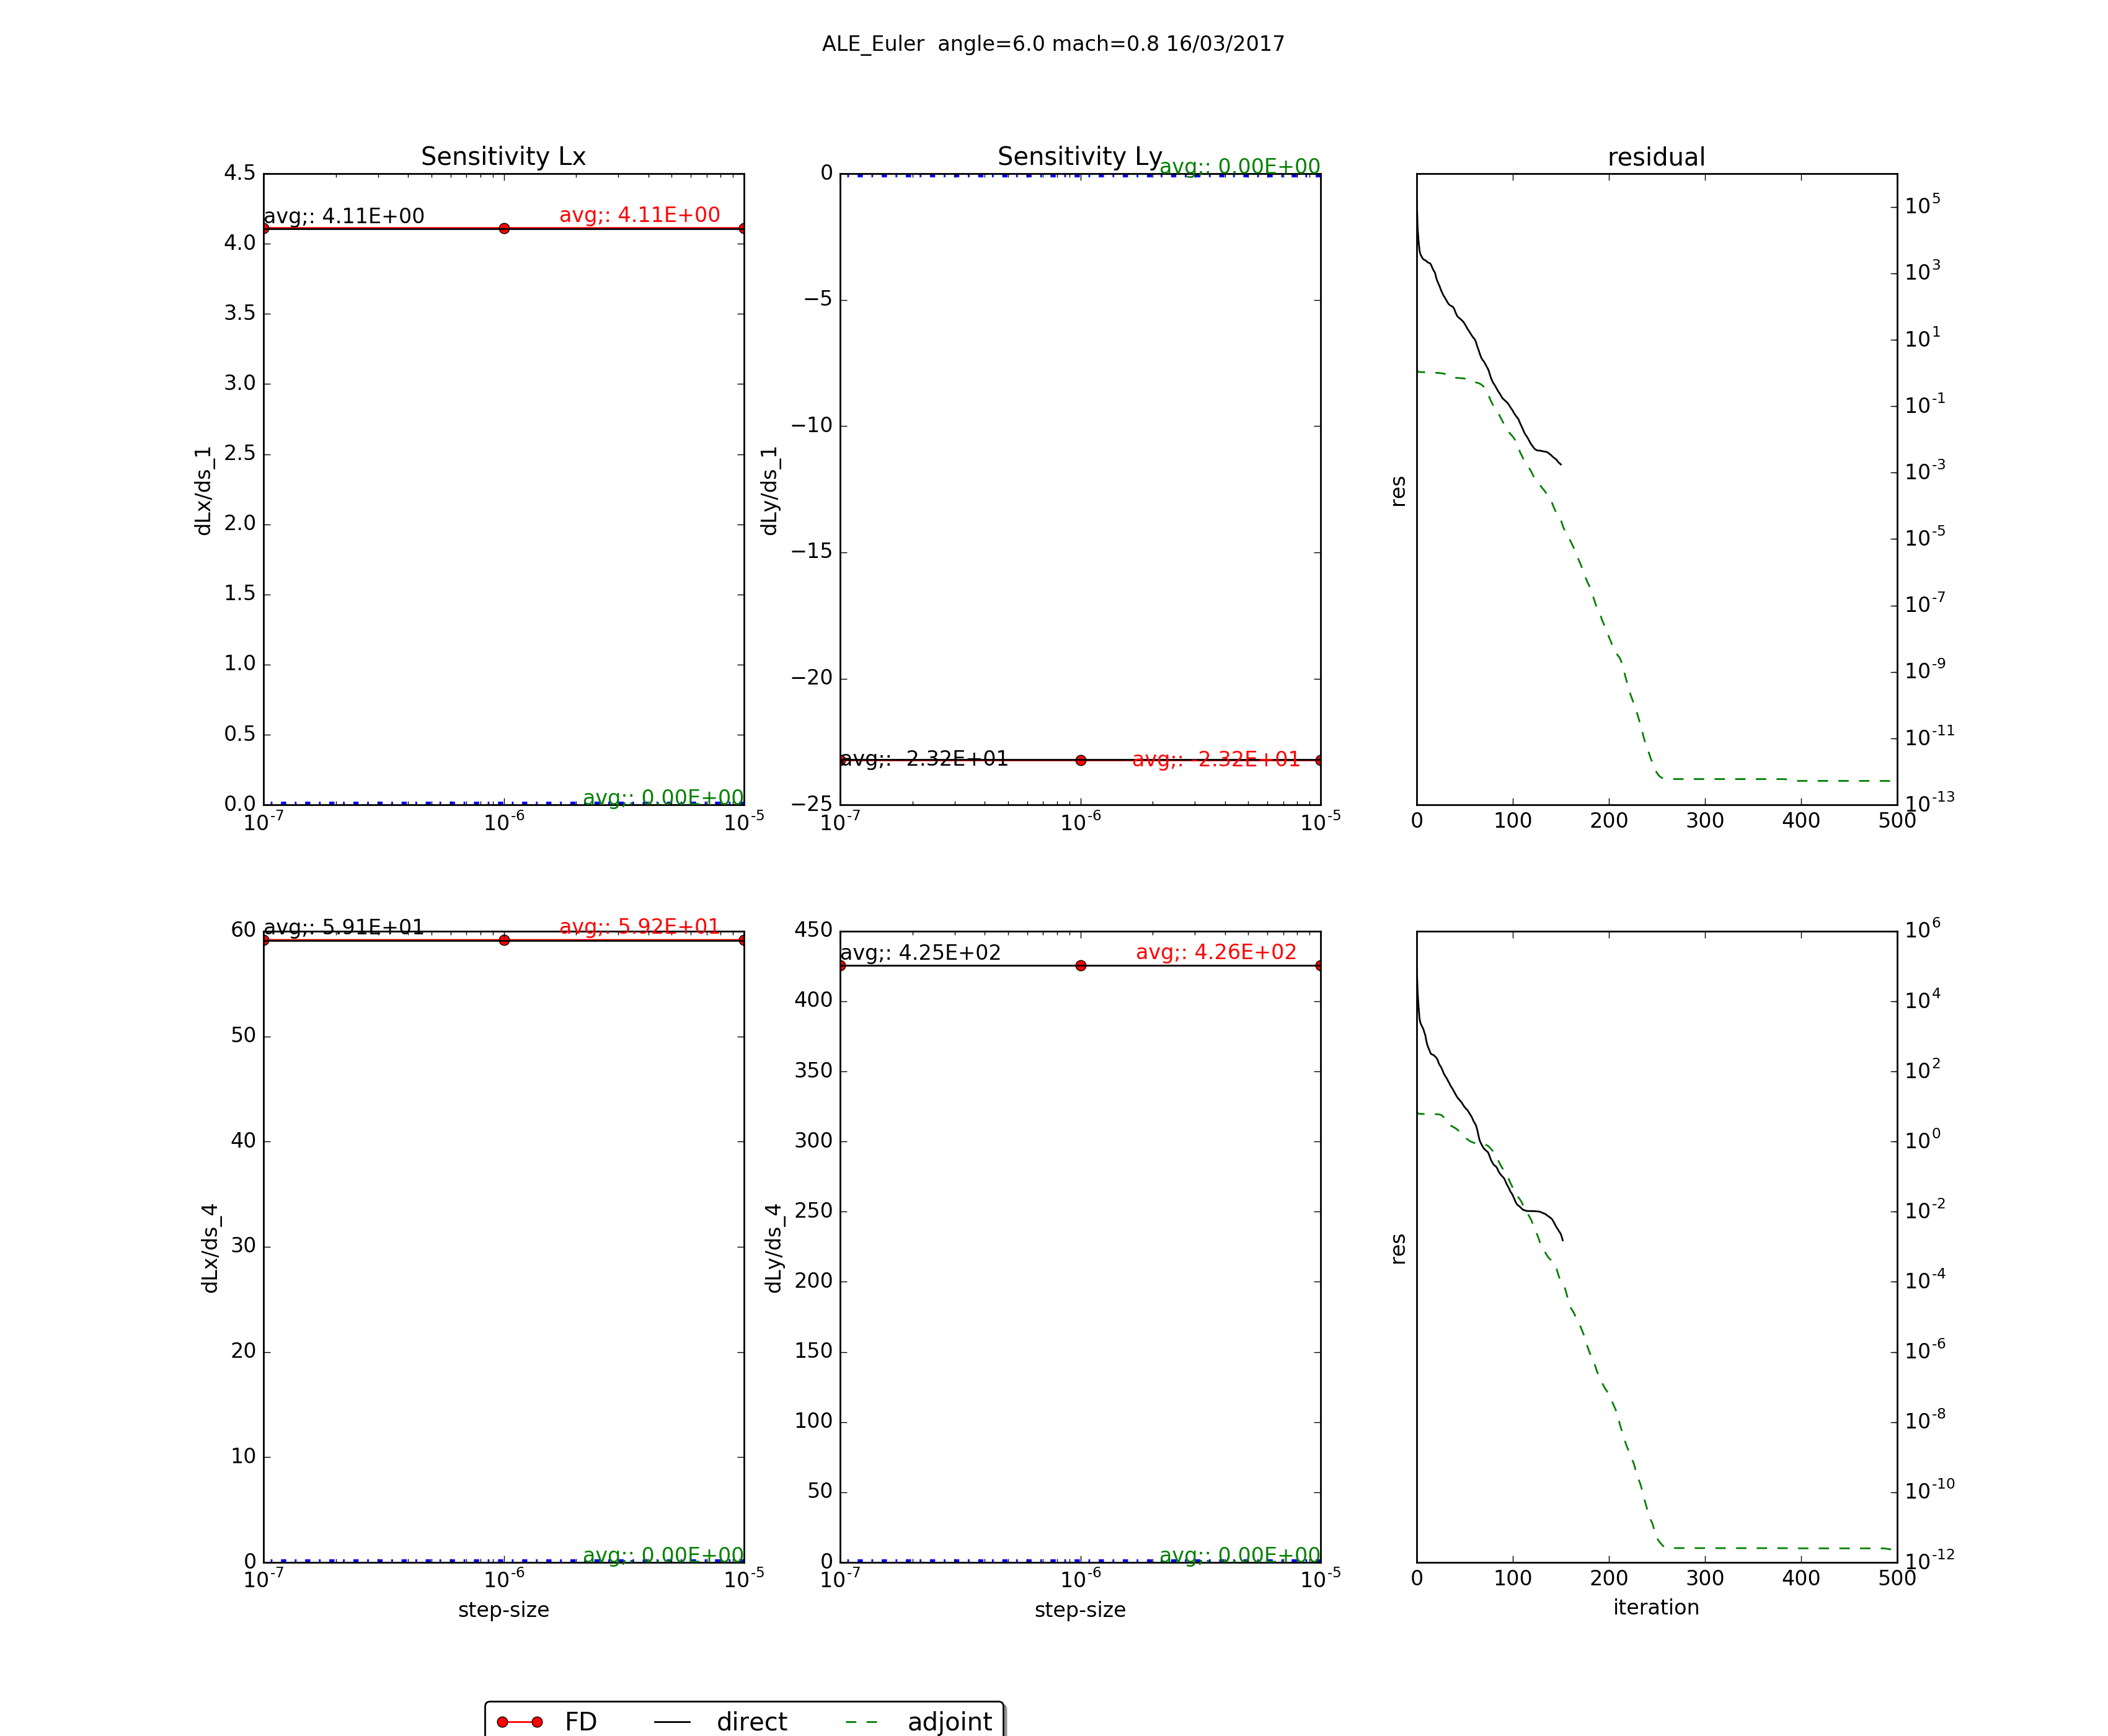 ALE_Euler  angle=6.0 mach=0.8 16/03/2017
Sensitivity Lx
Sensitivity Ly
residual
avg;: 4.11E+00
avg;: 4.11E+00
avg;: 0.00E+00
dLx/ds_1
4.5
4.0
3.5
3.0
2.5
2.0
1.5
1.0
0.5
0.0
10^-7
10^-6
10^-5
avg;: 0.00E+00
avg;: -2.32E+01
avg;: -2.32E+01
dLy/ds_1
0
−5
−10
−15
−20
−25
10^-7
10^-6
10^-5
res
10^5
10^3
10^1
10^-1
10^-3
10^-5
10^-7
10^-9
10^-11
10^-13
0 100 200 300 400 500
avg;: 5.91E+01
avg;: 5.92E+01
avg;: 0.00E+00
dLx/ds_4
60
50
40
30
20
10
0
10^-7
10^-6
10^-5
step-size
avg;: 4.25E+02
avg;: 4.26E+02
avg;: 0.00E+00
dLy/ds_4
450
400
350
300
250
200
150
100
50
0
10^-7
10^-6
10^-5
step-size
res
10^6
10^4
10^2
10^0
10^-2
10^-4
10^-6
10^-8
10^-10
10^-12
0 100 200 300 400 500
iteration
FD direct adjoint